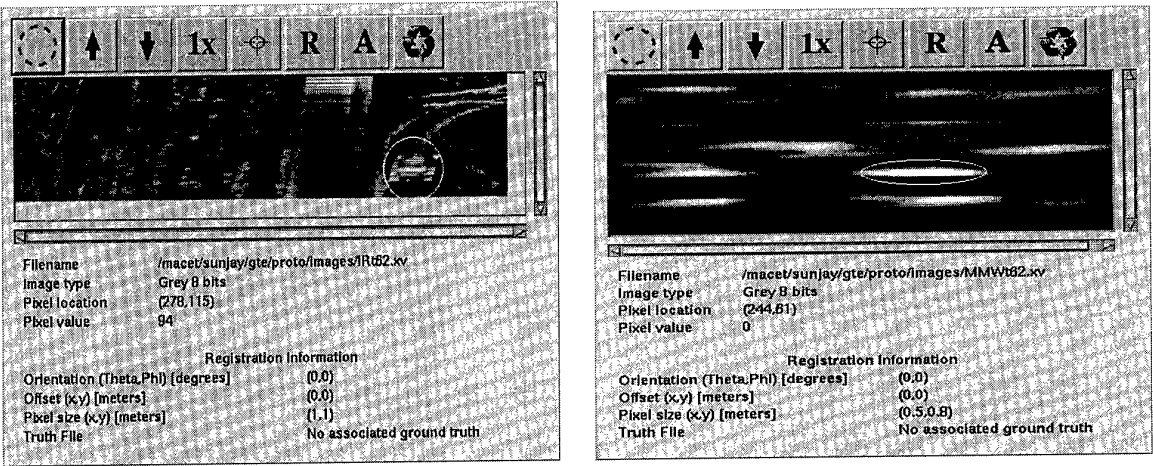 1x R A
Filename /macet/sunjay/gte/proto/images/IRt62.xv
Image type Grey 8 bits
Pixel location (278,115)
Pixel value 94
Registration Information
Orientation (Theta,Phi) [degrees] (0,0)
Offset (x,y) [meters] (0,0)
Pixel size (x,y) [meters] (1,1)
Truth File No associated ground truth
1x R A
Filename /macet/sunjay/gte/proto/images/MMWt62.xv
Image type Grey 8 bits
Pixel location (244,61)
Pixel value 0
Registration Information
Orientation (Theta,Phi) [degrees] (0,0)
Offset (x,y) [meters] (0,0)
Pixel size (x,y) [meters] (0.5,0.8)
Truth File No associated ground truth